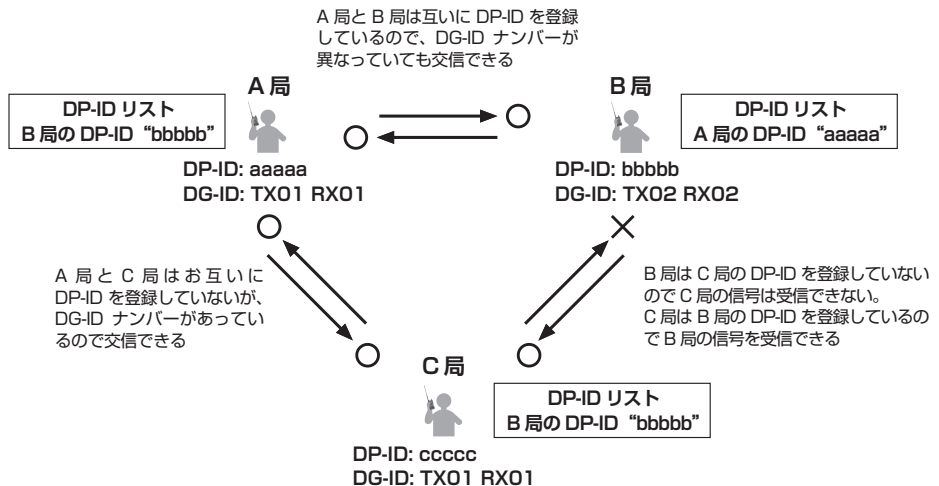 A 局と B 局は互いに DP-ID を登録
しているので、DG-ID ナンバーが
異なっていても交信できる
A 局
B 局
DP-ID リスト
B 局の DP-ID “bbbbb”
DP-ID リスト
A 局の DP-ID “aaaaa”
DP-ID: aaaaa
DG-ID: TX01 RX01
DP-ID: bbbbb
DG-ID: TX02 RX02
A 局 と C 局 は お 互 い に
DP-ID を登録していないが、
DG-ID ナンバーがあってい
るので交信できる
B 局は C 局の DP-ID を登録していない
ので C 局の信号は受信できない。
C 局は B 局の DP-ID を登録しているの
で B 局の信号を受信できる
C 局
DP-ID リスト
B 局の DP-ID “bbbbb”
DP-ID: ccccc
DG-ID: TX01 RX01